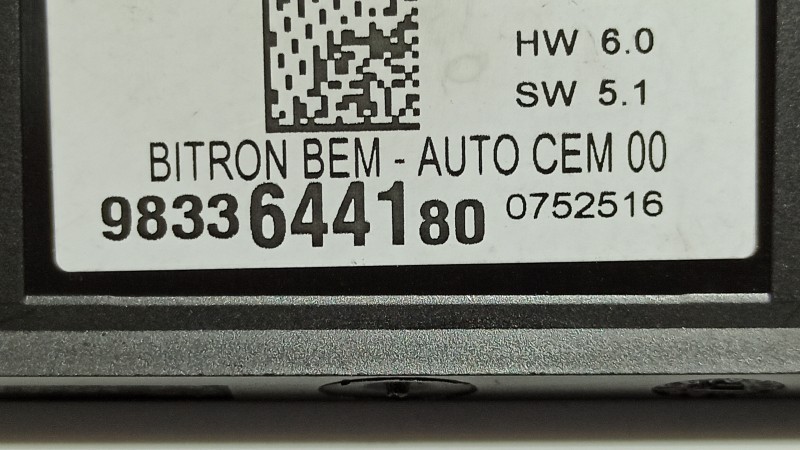 HW 6.0
SW 5.1
BITRON BEM - AUTO CEM 00
9833644180 0752516